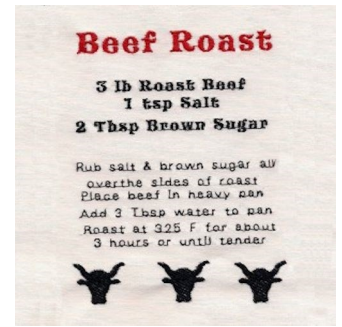 Beef Roast
3 lb Roast Beef
1 tsp Salt
2 Tbsp Brown Sugar
Rub salt & brown sugar all
overthe sides of roast
Place beef in heavy pan
Add 3 Tbsp water to pan
Roast at 325 F for about
3 hours or until tender